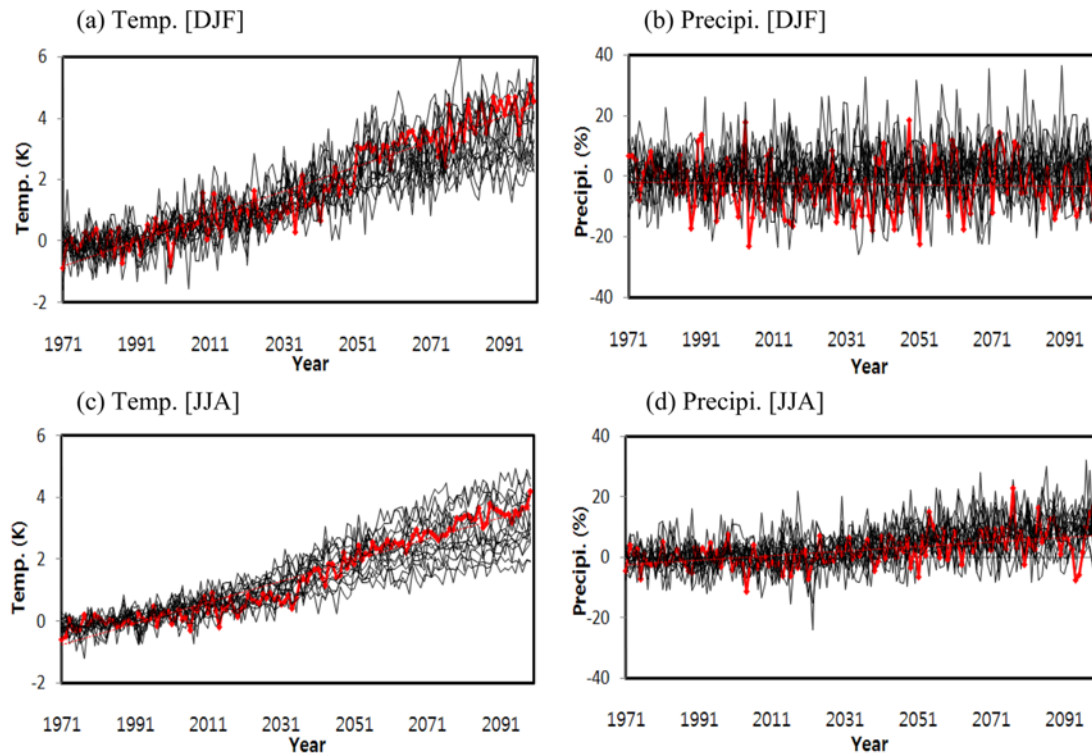 (a) Temp. [DJF]
6
4
2
0
-2
Temp. (K)
1971 1991 2011 2031 2051 2071 2091
Year
(b) Precipi. [DJF]
40
20
0
-20
-40
Precipi. (%)
1971 1991 2011 2031 2051 2071 2091
Year
(c) Temp. [JJA]
6
4
2
0
-2
Temp. (K)
1971 1991 2011 2031 2051 2071 2091
Year
(d) Precipi. [JJA]
40
20
0
-20
-40
Precipi. (%)
1971 1991 2011 2031 2051 2071 2091
Year